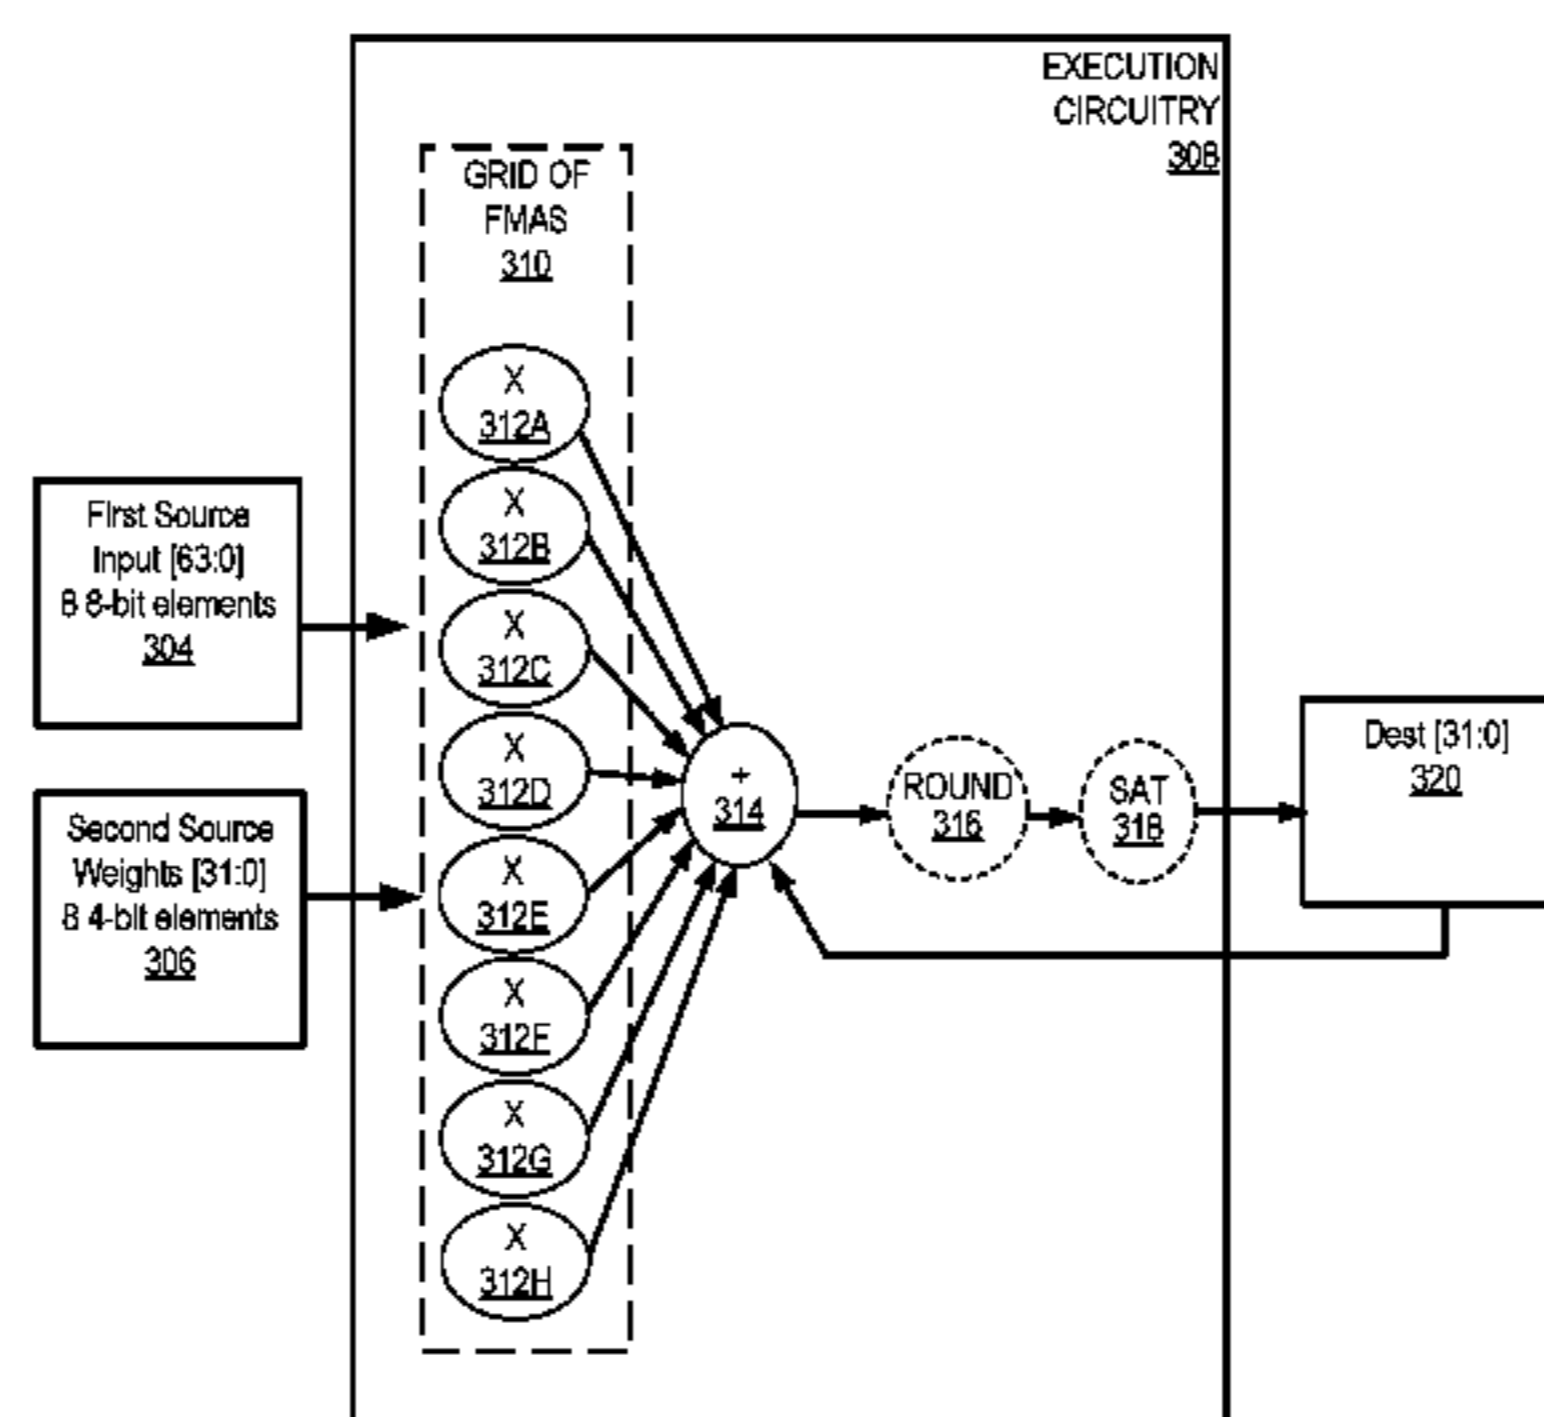 EXECUTION
CIRCUITRY
308
GRID OF
FMAS
310
X
312A
X
312B
X
312C
X
312D
X
312E
X
312F
X
312G
X
312H
First Source
Input [63:0]
8 8-bit elements
304
Second Source
Weights [31:0]
8 4-bit elements
306
+
314
ROUND
316
SAT
318
Dest [31:0]
320